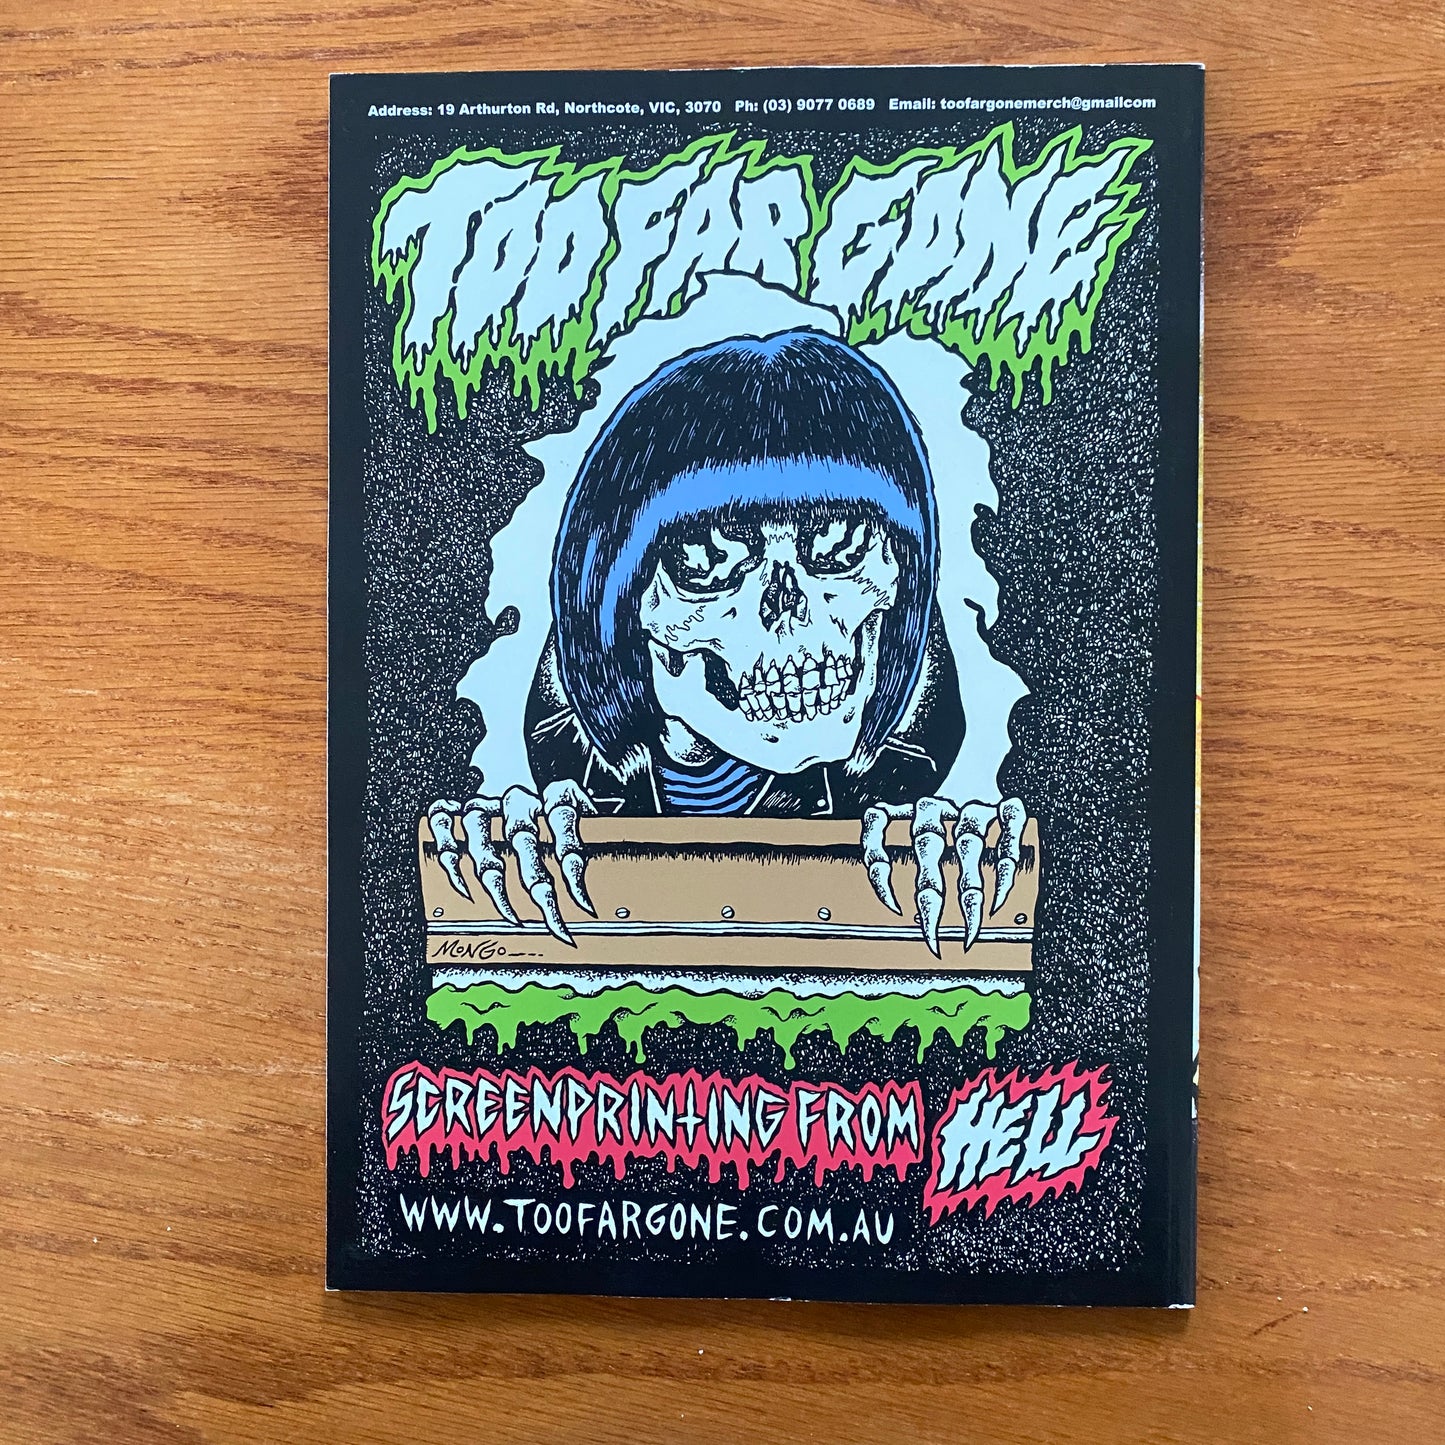 Address: 19 Arthurton Rd, Northcote, VIC, 3070 Ph: (03) 9077 0689 Email: toofargonemerch@gmailcom
TOO FAR GONE
MONGO
SCREENPRINTING FROM HELL
WWW.TOOFARGONE.COM.AU